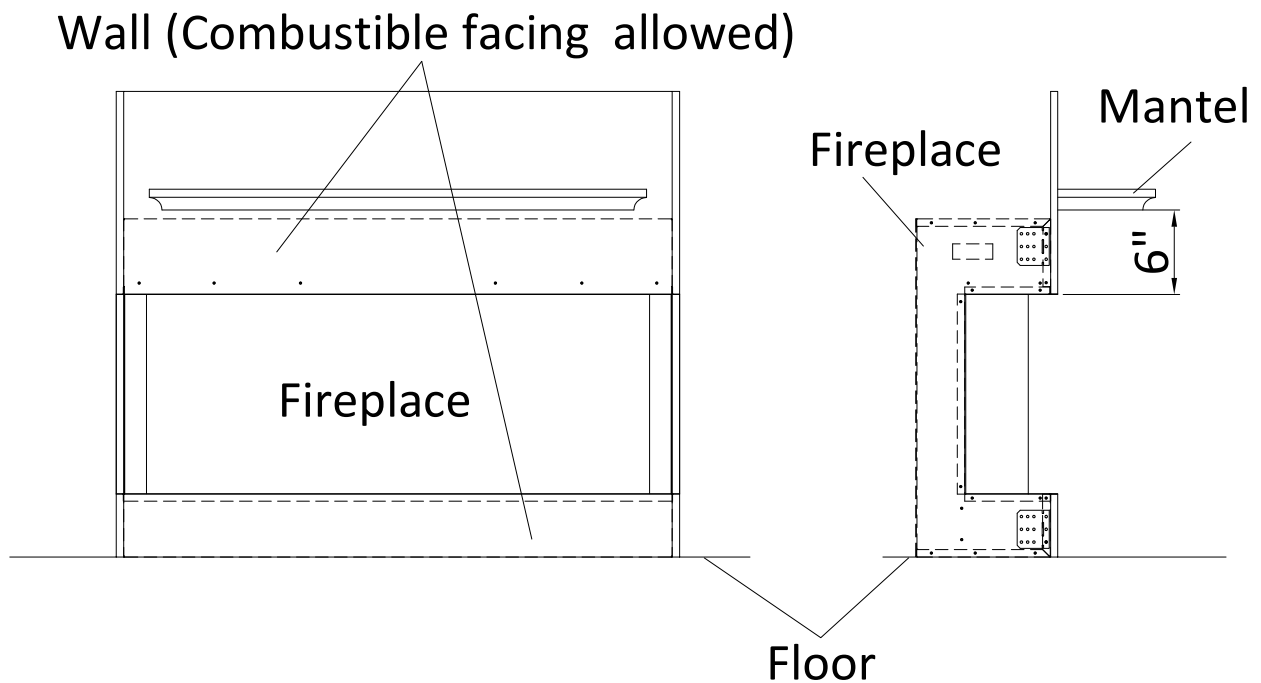 Wall (Combustible facing allowed)
Mantel
Fireplace
6"
Fireplace
Floor